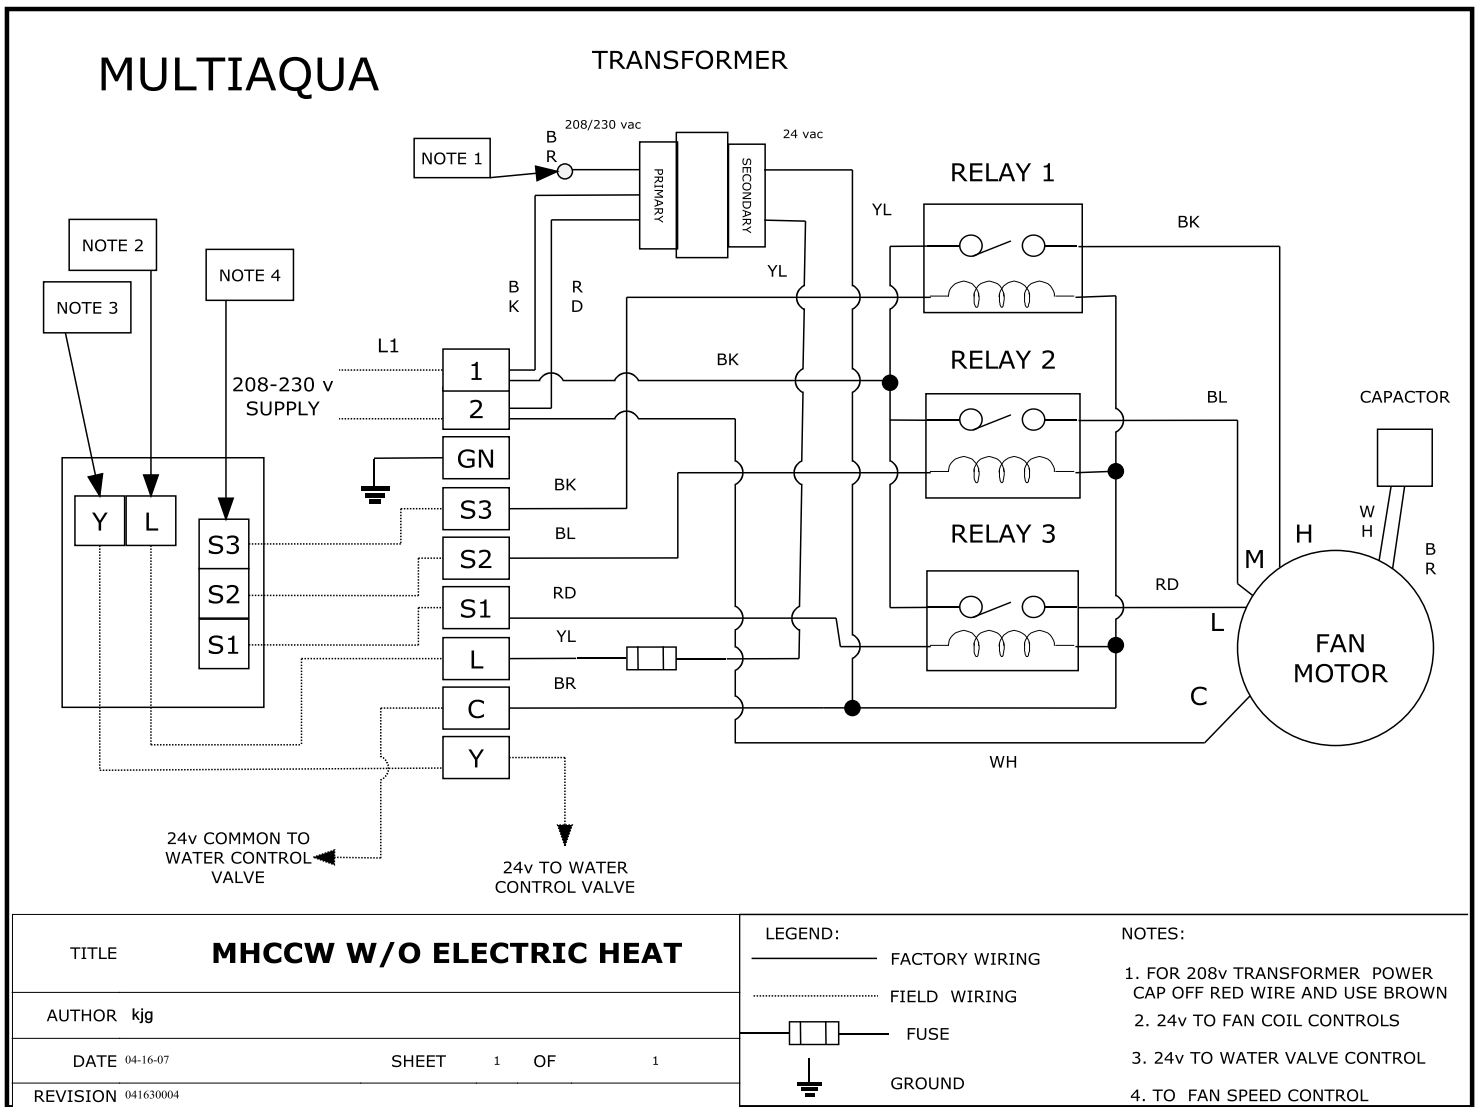 MULTIAQUA
TRANSFORMER
NOTE 1
B
R
208/230 vac
PRIMARY
SECONDARY
24 vac
RELAY 1
YL
BK
NOTE 2
NOTE 3
NOTE 4
B
K
R
D
YL
L1
208-230 v
SUPPLY
1
2
GN
S3
S2
S1
L
C
Y
BK
RELAY 2
BL
CAPACTOR
Y
L
S3
S2
S1
BK
BL
RD
YL
BR
RELAY 3
RD
W
H
B
R
H
M
L
C
FAN
MOTOR
WH
24v COMMON TO
WATER CONTROL
VALVE
24v TO WATER
CONTROL VALVE
TITLE
MHCCW W/O ELECTRIC HEAT
AUTHOR kjg
DATE 04-16-07 SHEET 1 OF 1
REVISION 041630004
LEGEND:
FACTORY WIRING
FIELD WIRING
FUSE
GROUND
NOTES:
1. FOR 208v TRANSFORMER POWER
CAP OFF RED WIRE AND USE BROWN
2. 24v TO FAN COIL CONTROLS
3. 24v TO WATER VALVE CONTROL
4. TO FAN SPEED CONTROL